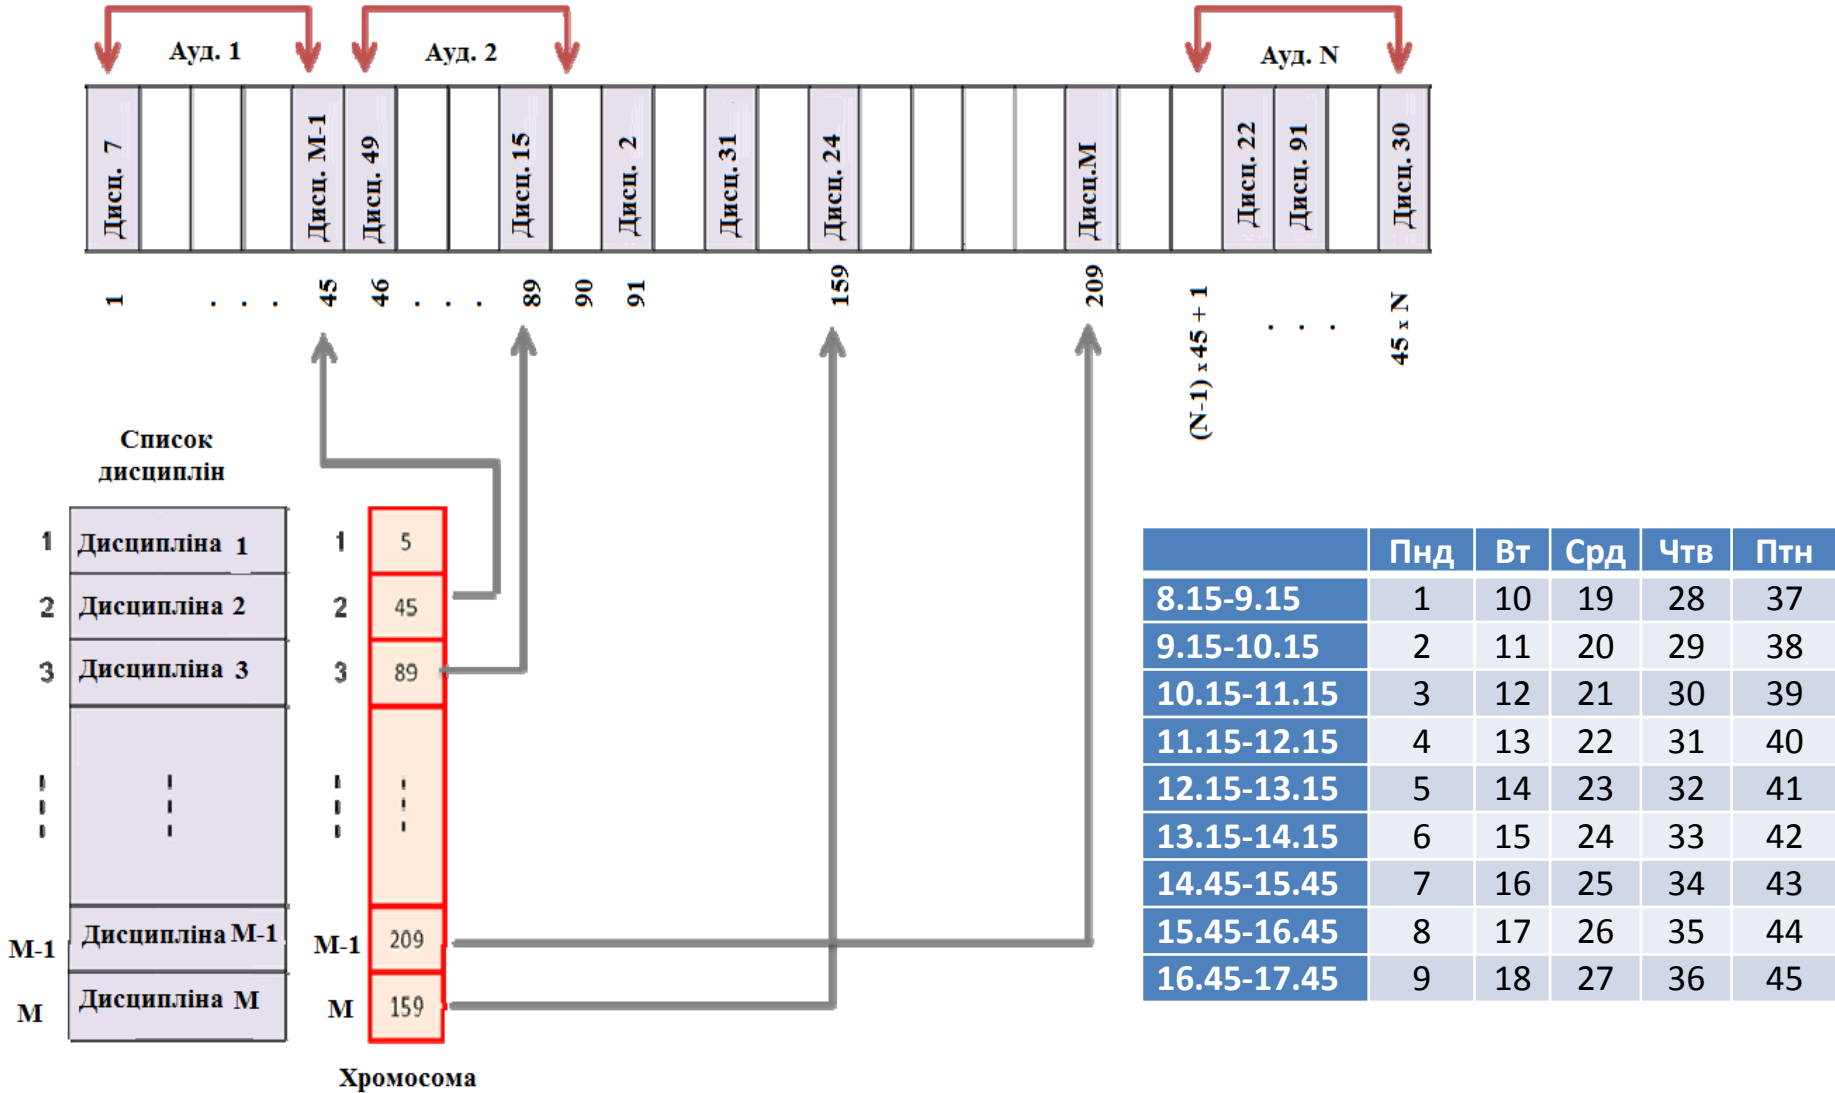 Ауд. 1
Ауд. 2
Ауд. N
Дисц. 7
Дисц. М-1
Дисц. 49
Дисц. 15
Дисц. 2
Дисц. 31
Дисц. 24
Дисц.М
Дисц. 22
Дисц. 91
Дисц. 30
1 . . . 45 46 . . . 89 90 91 159 209 (N-1) x 45 + 1 . . . 45 x N
Список
дисциплін
1 Дисципліна 1
2 Дисципліна 2
3 Дисципліна 3
М-1 Дисципліна М-1
М Дисципліна М
1 5
2 45
3 89
М-1 209
М 159
Хромосома
Пнд Вт Срд Чтв Птн
8.15-9.15 1 10 19 28 37
9.15-10.15 2 11 20 29 38
10.15-11.15 3 12 21 30 39
11.15-12.15 4 13 22 31 40
12.15-13.15 5 14 23 32 41
13.15-14.15 6 15 24 33 42
14.45-15.45 7 16 25 34 43
15.45-16.45 8 17 26 35 44
16.45-17.45 9 18 27 36 45